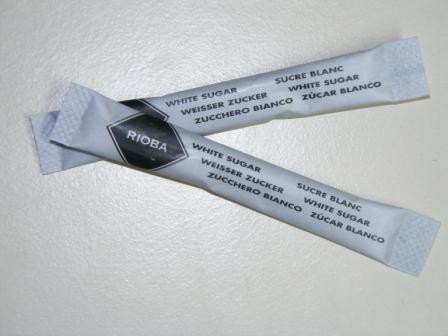 SUCRE BLANC
WHITE SUGAR WHITE SUGAR
WEISSER ZUCKER ZÚCAR BLANCO
ZUCCHERO BIANCO
RIOBA
WHITE SUGAR SUCRE BLANC
WEISSER ZUCKER WHITE SUGAR
ZUCCHERO BIANCO ZÚCAR BLANCO